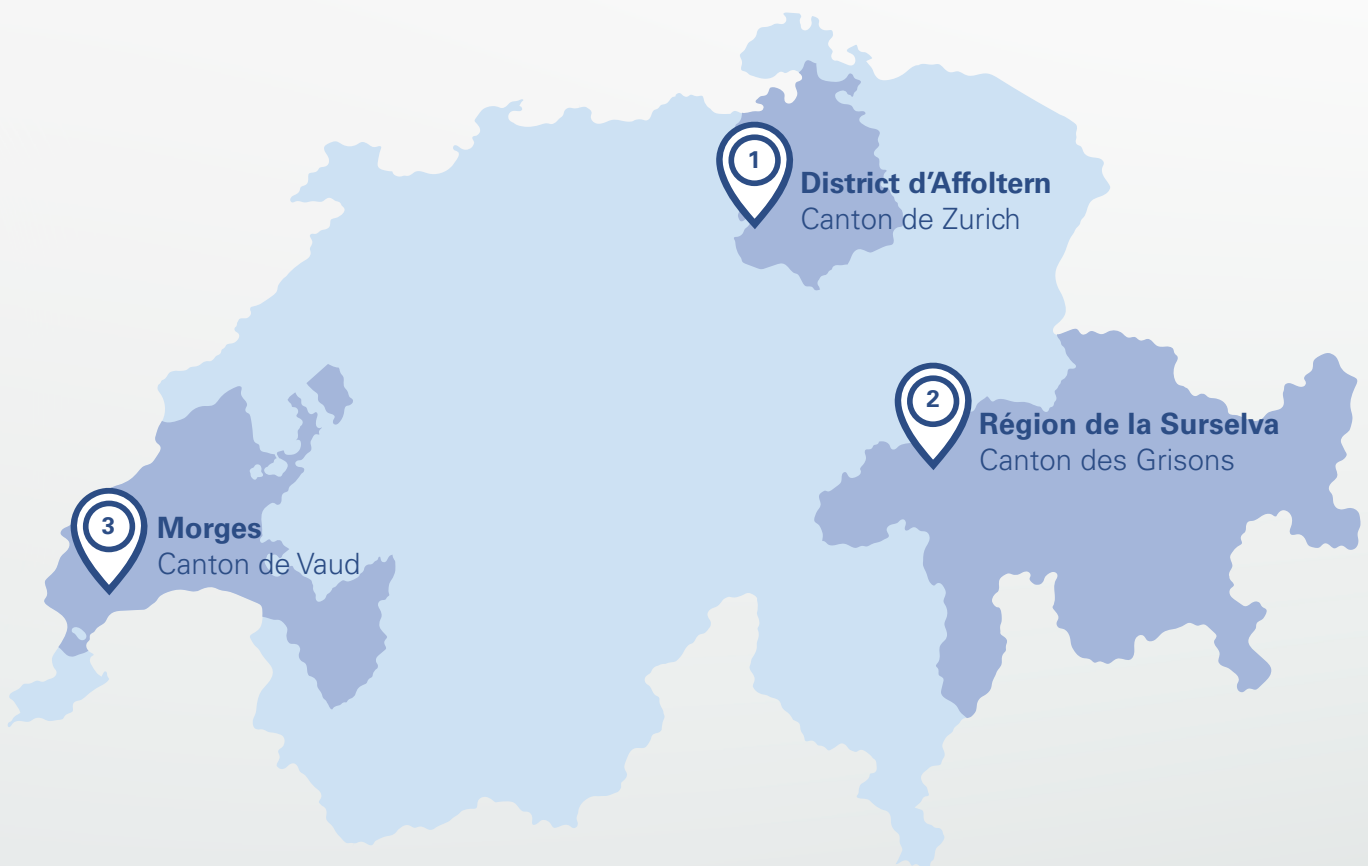 1
District d'Affoltern
Canton de Zurich
2
Région de la Surselva
Canton des Grisons
3
Morges
Canton de Vaud